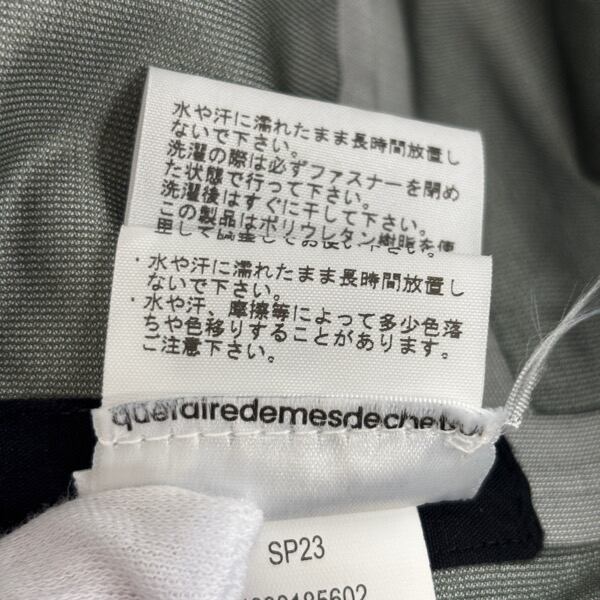 水や汗に濡れたまま長時間放置し
ないで下さい。
洗濯の際は必ずファスナーを閉め
た状態で行って下さい。
洗濯後はすぐに干して下さい。
この製品はポリウレタン樹脂を使
・水や汗に濡れたまま長時間放置し
ないで下さい。
・水や汗、摩擦等によって多少色落
ちや色移りすることがあります。
ご注意下さい。
SP23